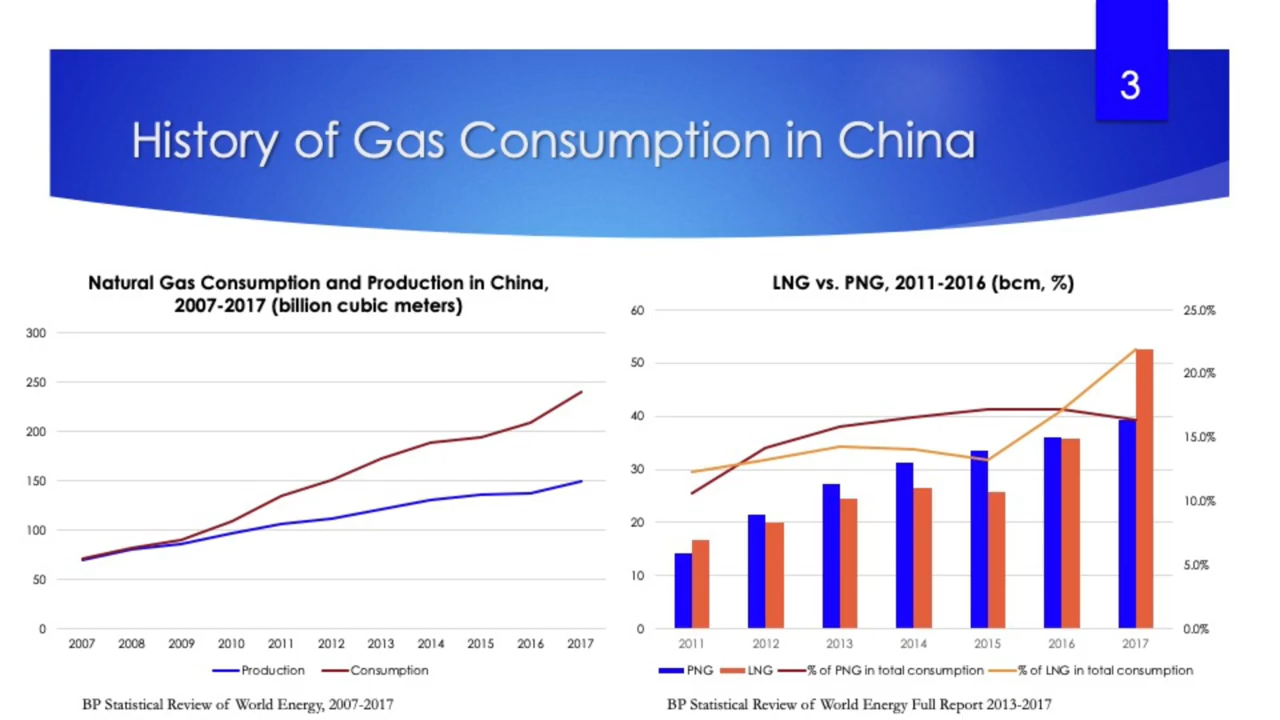 3
History of Gas Consumption in China
Natural Gas Consumption and Production in China,
2007-2017 (billion cubic meters)
300
250
200
150
100
50
0
2007 2008 2009 2010 2011 2012 2013 2014 2015 2016 2017
Production Consumption
BP Statistical Review of World Energy, 2007-2017
LNG vs. PNG, 2011-2016 (bcm, %)
60
50
40
30
20
10
0
25.0%
20.0%
15.0%
10.0%
5.0%
0.0%
2011 2012 2013 2014 2015 2016 2017
PNG LNG % of PNG in total consumption % of LNG in total consumption
BP Statistical Review of World Energy Full Report 2013-2017